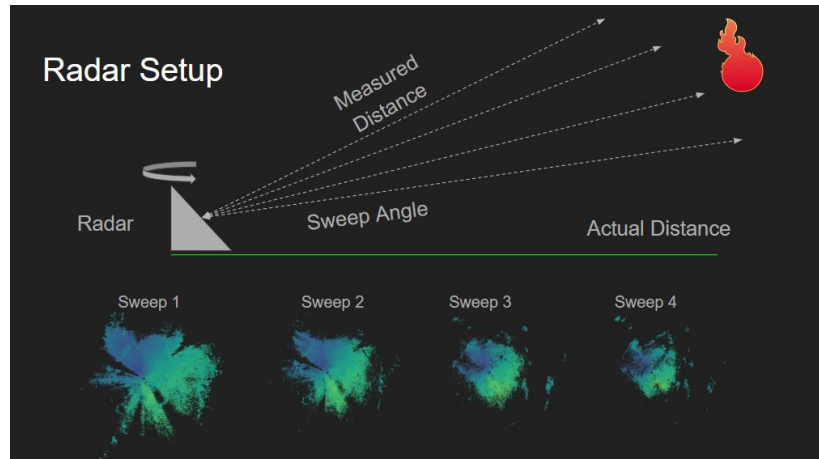 Radar Setup
Measured
Distance
Radar
Sweep Angle
Actual Distance
Sweep 1
Sweep 2
Sweep 3
Sweep 4